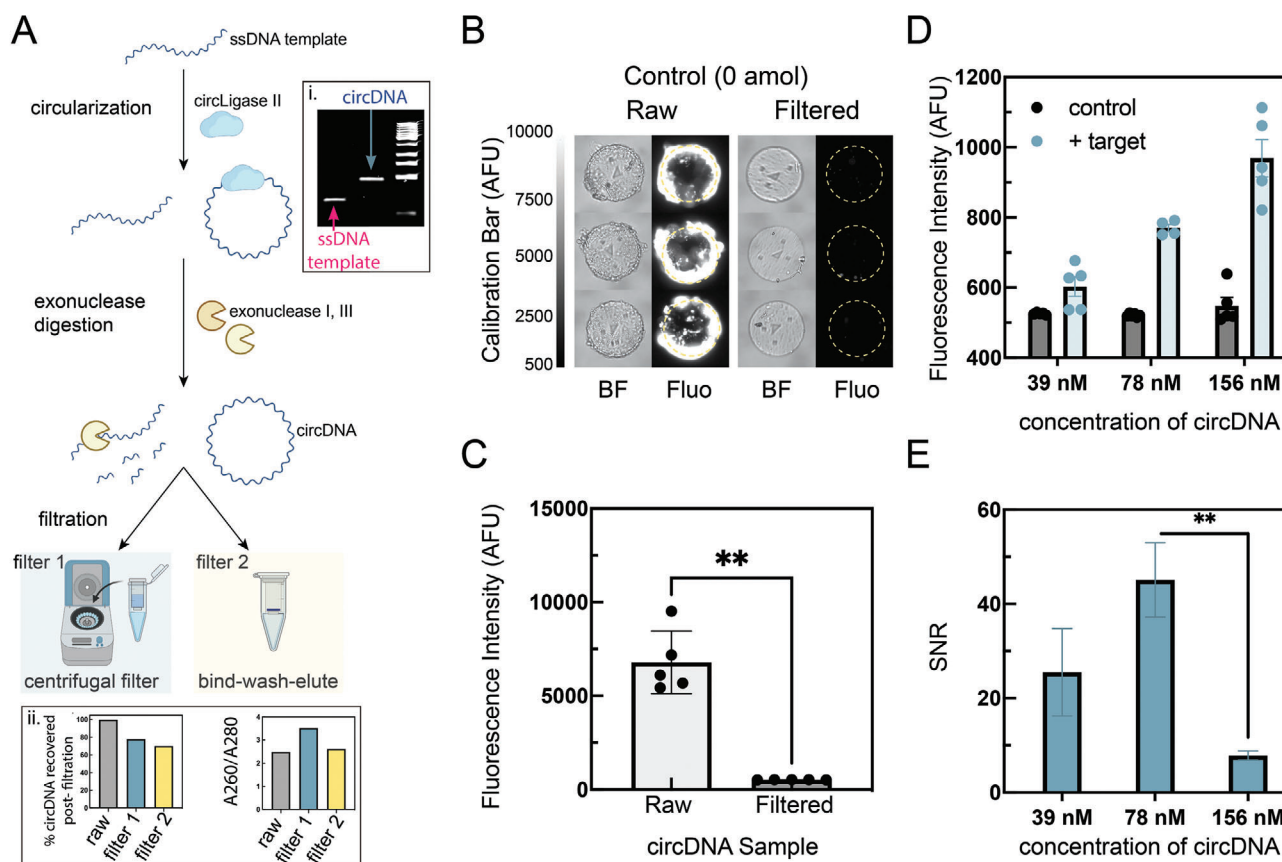 A
ssDNA template
circularization
circLigase II
i.
circDNA
ssDNA
template
exonuclease
digestion
exonuclease I, III
circDNA
filtration
filter 1
filter 2
centrifugal filter
bind-wash-elute
ii.
% circDNA recovered
post- filtration
100
80
60
40
20
0
raw
filter 1
filter 2
A260/A280
4
3
2
1
0
raw
filter 1
filter 2
B
Control (0 amol)
Raw
Filtered
Calibration Bar (AFU)
10000
7500
5000
2500
500
BF
Fluo
BF
Fluo
C
Fluorescence Intensity (AFU)
15000
10000
5000
0
**
Raw
Filtered
circDNA Sample
D
Fluorescence Intensity (AFU)
1200
1000
800
600
400
control
+ target
39 nM
78 nM
156 nM
concentration of circDNA
E
SNR
60
40
20
0
**
39 nM
78 nM
156 nM
concentration of circDNA